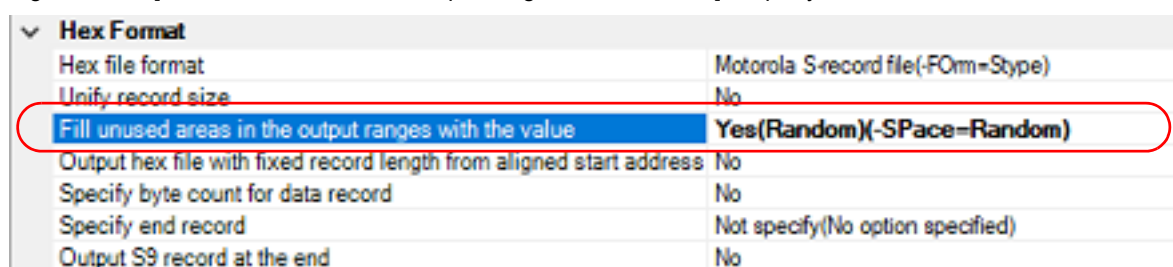 Hex Format
Hex file format Motorola S-record file(-FOrm=Stype)
Unify record size No
Fill unused areas in the output ranges with the value Yes(Random)(-SPace=Random)
Output hex file with fixed record length from aligned start address No
Specify byte count for data record No
Specify end record Not specify(No option specified)
Output S9 record at the end No